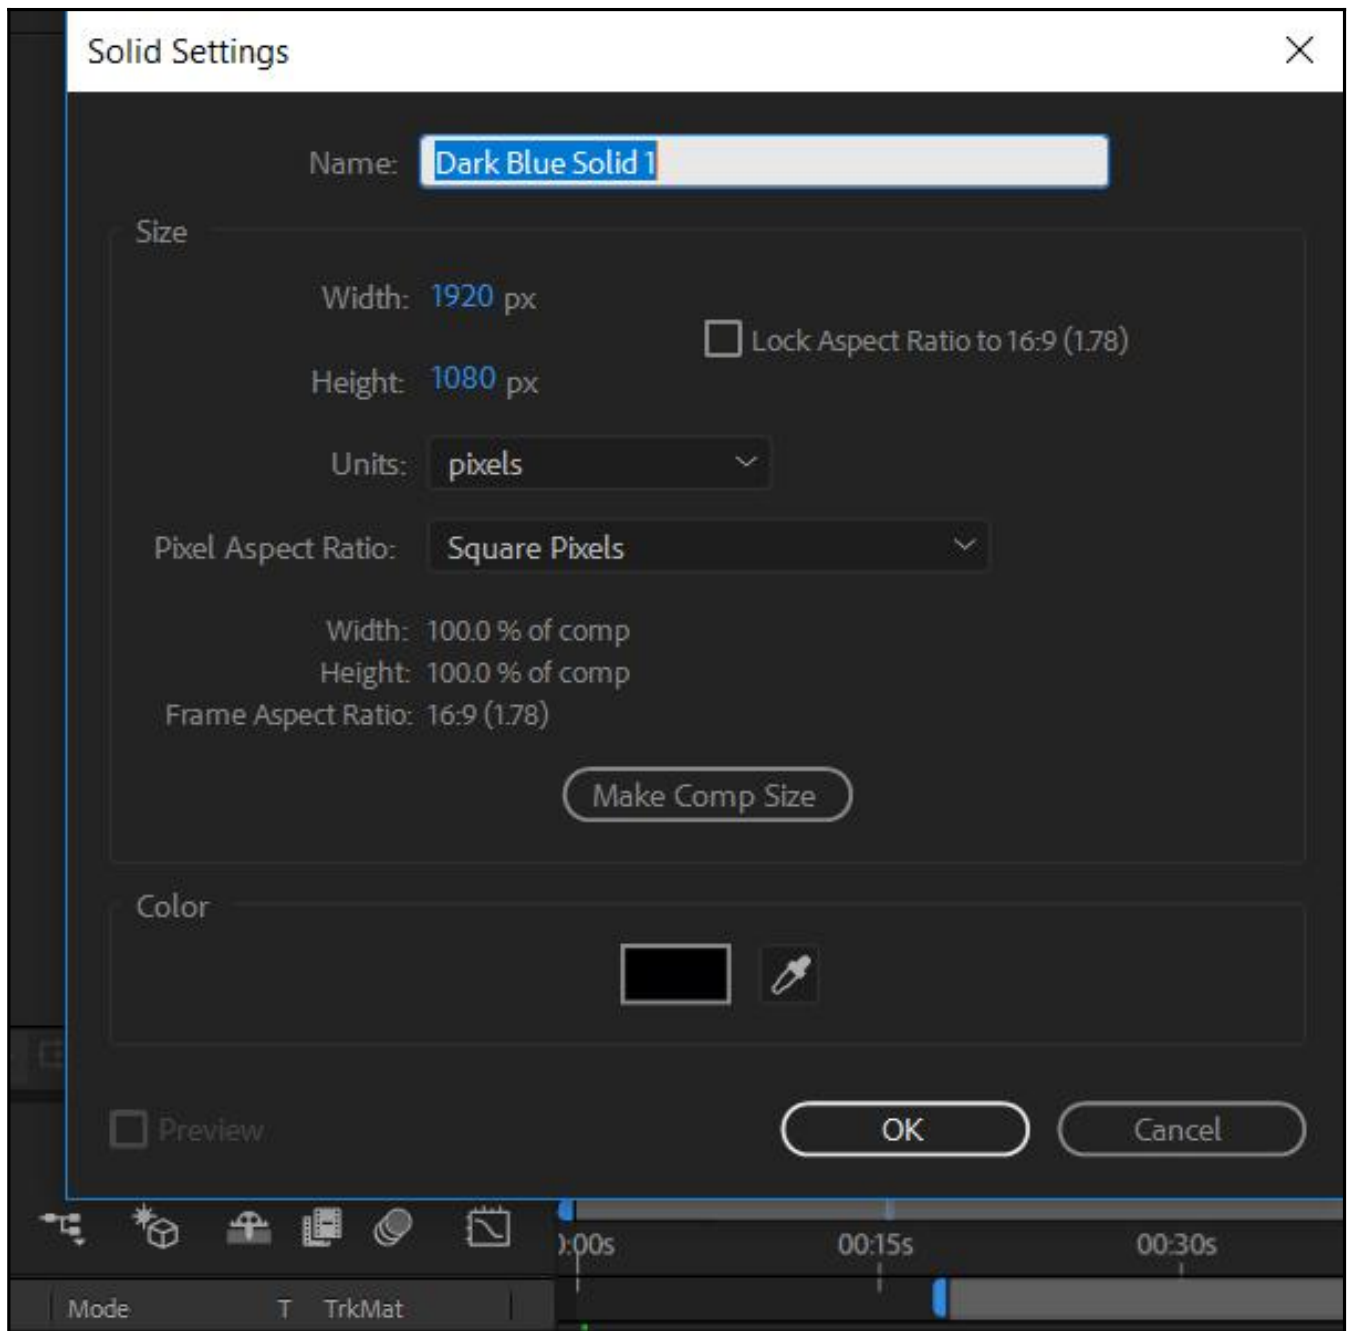 Solid Settings
Name: Dark Blue Solid 1
Size
Width: 1920 px
Lock Aspect Ratio to 16:9 (1.78)
Height: 1080 px
Units: pixels
Pixel Aspect Ratio: Square Pixels
Width: 100.0 % of comp
Height: 100.0 % of comp
Frame Aspect Ratio: 16:9 (1.78)
Make Comp Size
Color
Preview
OK
Cancel
):00s 00:15s 00:30s
Mode T TrkMat